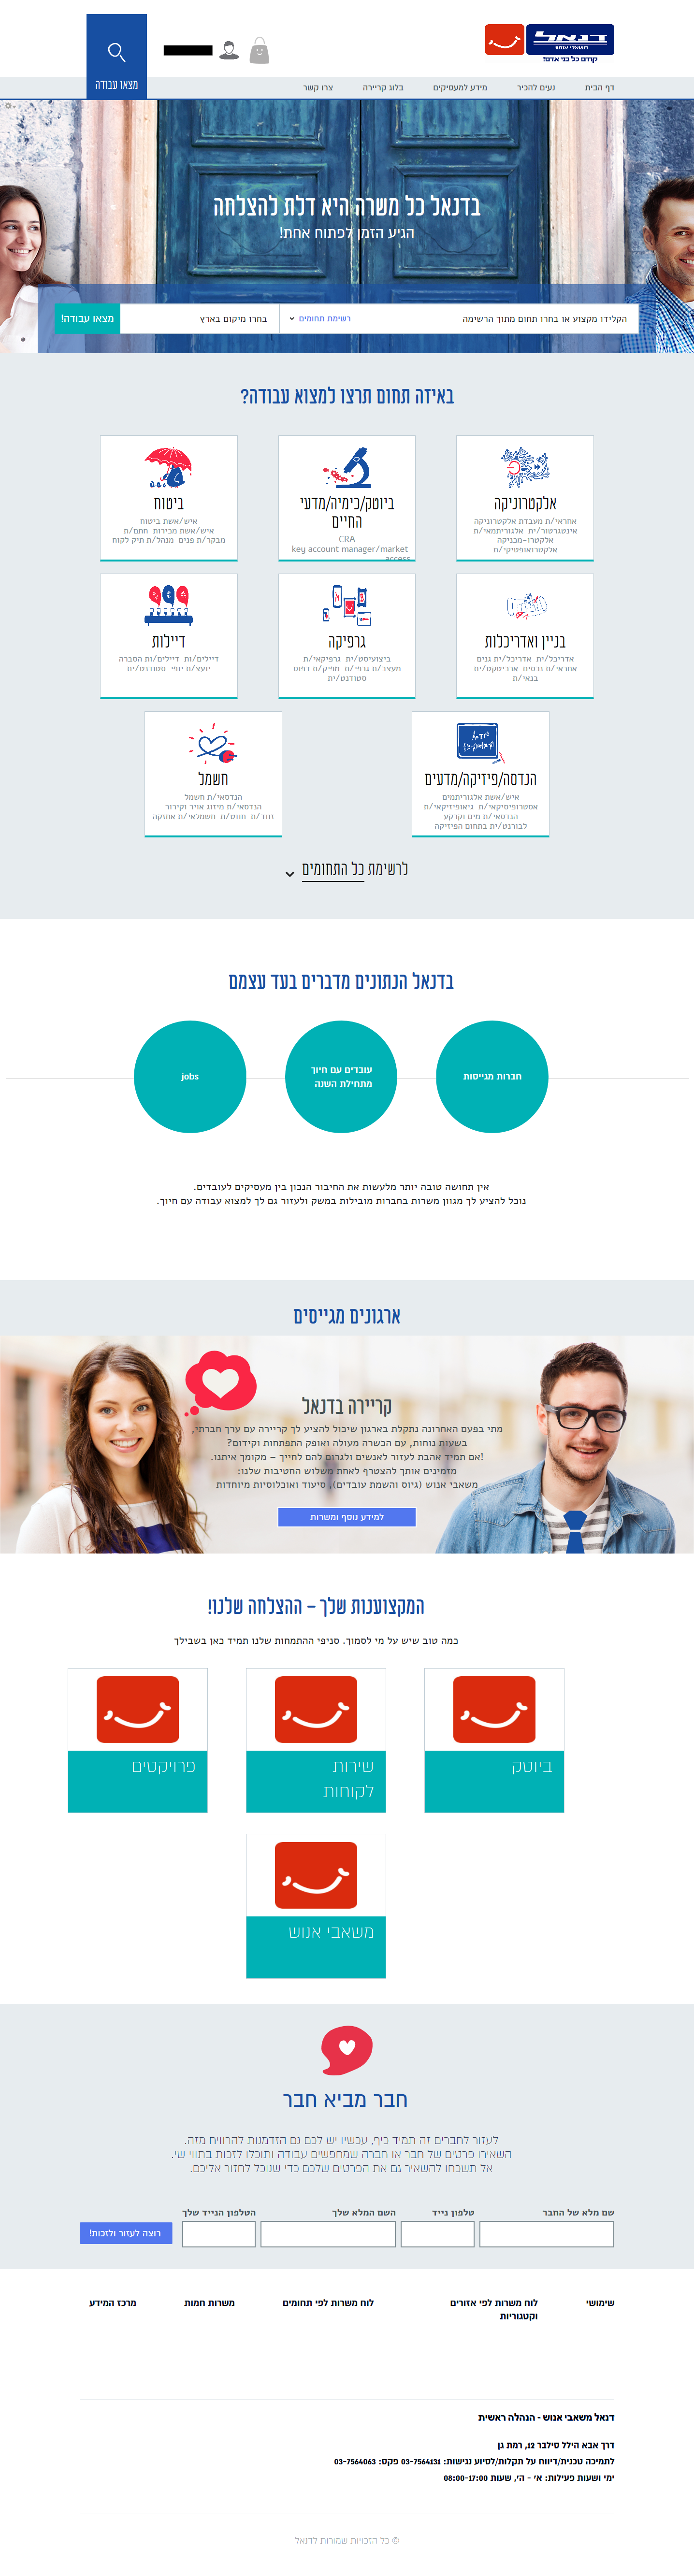 דנאל
משאבי אנוש
קודם כל בני אדם!
מצאו עבודה
דף הבית
נעים להכיר
מידע למעסיקים
בלוג קריירה
צרו קשר
בדנאל כל משרה היא דלת להצלחה
הגיע הזמן לפתוח אחת!
הקלידו מקצוע או בחרו תחום מתוך הרשימה
רשימת תחומים
בחרו מיקום בארץ
מצאו עבודה!
באיזה תחום תרצו למצוא עבודה?
אלקטרוניקה
אחראי/ת מעבדת אלקטרוניקה
אינטגרטור/ית אלגוריתמאי/ת
אלקטרו-מכניקה
אלקטרואופטיקי/ת
ביוטק/כימיה/מדעי
החיים
CRA
key account manager/market
access
ביטוח
איש/אשת ביטוח
איש/אשת מכירות חתם/ת
מבקר/ת פנים מנהל/ת תיק לקוח
בניין ואדריכלות
אדריכל/ית אדריכל/ית גנים
אחראי/ת נכסים ארכיטקט/ית
בנאי/ת
גרפיקה
ביצועיסט/ית גרפיקאי/ת
מעצב/ת גרפי/ת מפיק/ת דפוס
סטודנט/ית
דיילות
דיילים/ות דיילים/ות הסברה
יועצ/ת יופי סטודנט/ית
הנדסה/פיזיקה/מדעים
איש/אשת אלגוריתמים
אסטרופיסיקאי/ת גיאופיזיקאי/ת
הנדסאי/ת מים וקרקע
לבורנט/ית בתחום הפיזיקה
חשמל
הנדסאי/ת חשמל
הנדסאי/ת מיזוג אויר וקירור
זווד/ת חווט/ת חשמלאי/ת אחזקה
לרשימת כל התחומים
בדנאל הנתונים מדברים בעד עצמם
חברות מגייסות
עובדים עם חיוך
מתחילת השנה
jobs
אין תחושה טובה יותר מלעשות את החיבור הנכון בין מעסיקים לעובדים.
נוכל להציע לך מגוון משרות בחברות מובילות במשק ולעזור גם לך למצוא עבודה עם חיוך.
ארגונים מגייסים
קריירה בדנאל
מתי בפעם האחרונה נתקלת בארגון שיכול להציע לך קריירה עם ערך חברתי,
בשעות נוחות, עם הכשרה מעולה ואופק התפתחות וקידום?
!אם תמיד אהבת לעזור לאנשים ולגרום להם לחייך – מקומך איתנו.
מזמינים אותך להצטרף לאחת משלוש החטיבות שלנו:
משאבי אנוש (גיוס והשמת עובדים), סיעוד ואוכלוסיות מיוחדות
למידע נוסף ומשרות
המקצוענות שלך – ההצלחה שלנו!
כמה טוב שיש על מי לסמוך. סניפי ההתמחות שלנו תמיד כאן בשבילך
ביוטק
שירות
לקוחות
פרויקטים
משאבי אנוש
חבר מביא חבר
לעזור לחברים זה תמיד כיף, עכשיו יש לכם גם הזדמנות להרוויח מזה.
השאירו פרטים של חבר או חברה שמחפשים עבודה ותוכלו לזכות בתווי שי.
אל תשכחו להשאיר גם את הפרטים שלכם כדי שנוכל לחזור אליכם.
שם מלא של החבר
טלפון נייד
השם המלא שלך
הטלפון הנייד שלך
רוצה לעזור ולזכות!
שימושי
לוח משרות לפי אזורים
וקטגוריות
לוח משרות לפי תחומים
משרות חמות
מרכז המידע
דנאל משאבי אנוש - הנהלה ראשית
דרך אבא הילל סילבר 12, רמת גן
לתמיכה טכנית/דיווח על תקלות/לסיוע נגישות: 03-7564131 פקס: 03-7564063
ימי ושעות פעילות: א' - ה', שעות 08:00-17:00
© כל הזכויות שמורות לדנאל